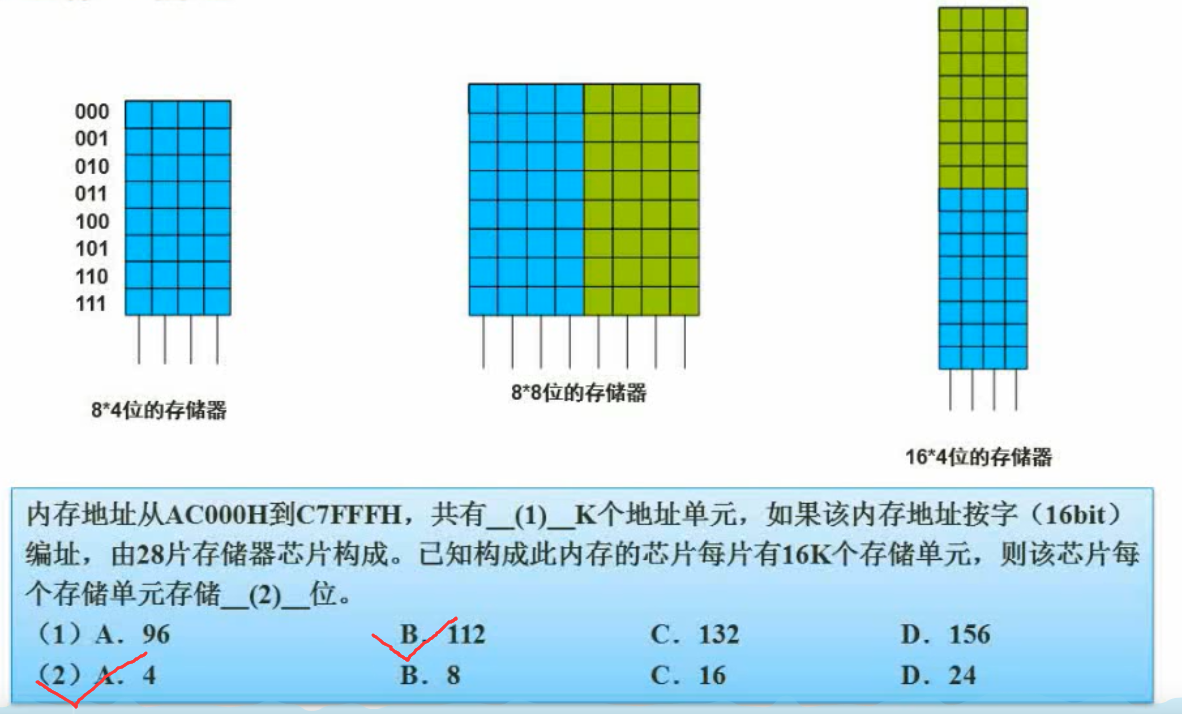 000
001
010
011
100
101
110
111
8*4位的存储器
8*8位的存储器
16*4位的存储器
内存地址从AC000H到C7FFFH，共有__(1)__K个地址单元，如果该内存地址按字（16bit）
编址，由28片存储器芯片构成。已知构成此内存的芯片每片有16K个存储单元，则该芯片每
个存储单元存储__(2)__位。
（1）A．96 B．112 C．132 D．156
（2）A．4 B．8 C．16 D．24